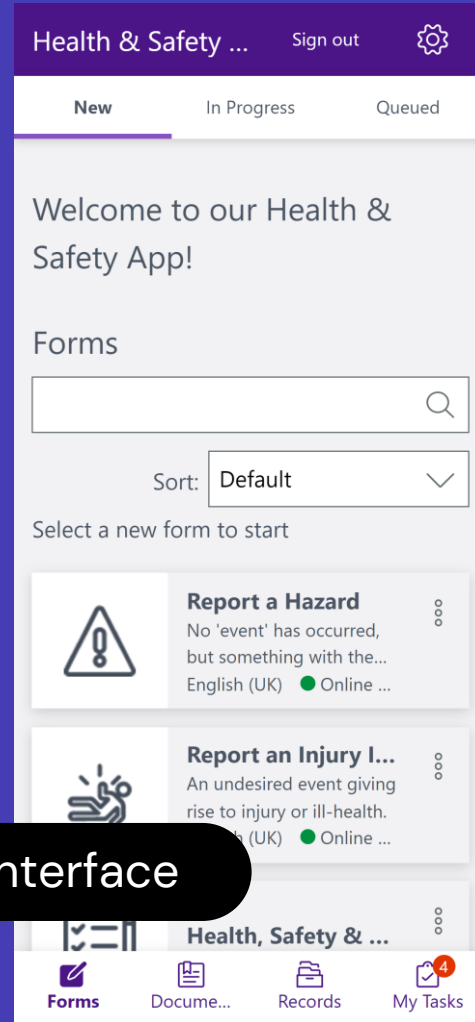 Health & Safety ... Sign out
New In Progress Queued
Welcome to our Health &
Safety App!
Forms
Sort: Default
Select a new form to start
Report a Hazard
No 'event' has occurred,
but something with the...
English (UK) Online ...
Report an Injury I...
An undesired event giving
rise to injury or ill-health.
(UK) Online ...
nterface
Health, Safety & ...
4
Forms Docume... Records My Tasks